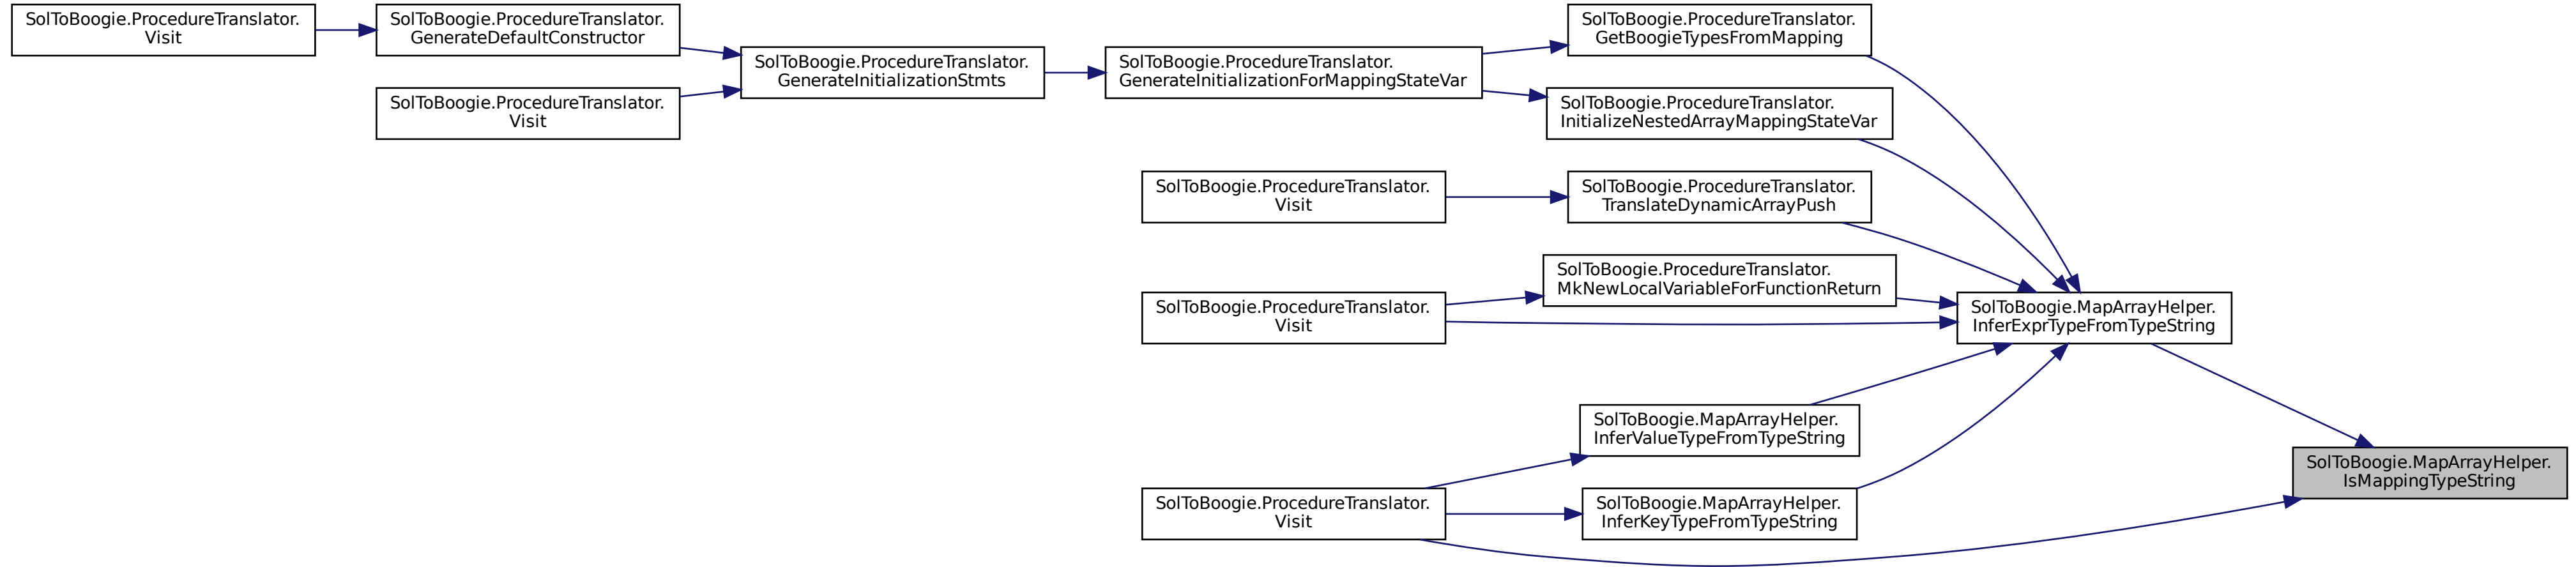 SolToBoogie.ProcedureTranslator.
Visit
SolToBoogie.ProcedureTranslator.
GenerateDefaultConstructor
SolToBoogie.ProcedureTranslator.
Visit
SolToBoogie.ProcedureTranslator.
GenerateInitializationStmts
SolToBoogie.ProcedureTranslator.
GenerateInitializationForMappingStateVar
SolToBoogie.ProcedureTranslator.
GetBoogieTypesFromMapping
SolToBoogie.ProcedureTranslator.
InitializeNestedArrayMappingStateVar
SolToBoogie.ProcedureTranslator.
Visit
SolToBoogie.ProcedureTranslator.
TranslateDynamicArrayPush
SolToBoogie.ProcedureTranslator.
Visit
SolToBoogie.ProcedureTranslator.
MkNewLocalVariableForFunctionReturn
SolToBoogie.MapArrayHelper.
InferExprTypeFromTypeString
SolToBoogie.MapArrayHelper.
InferValueTypeFromTypeString
SolToBoogie.ProcedureTranslator.
Visit
SolToBoogie.MapArrayHelper.
InferKeyTypeFromTypeString
SolToBoogie.MapArrayHelper.
IsMappingTypeString